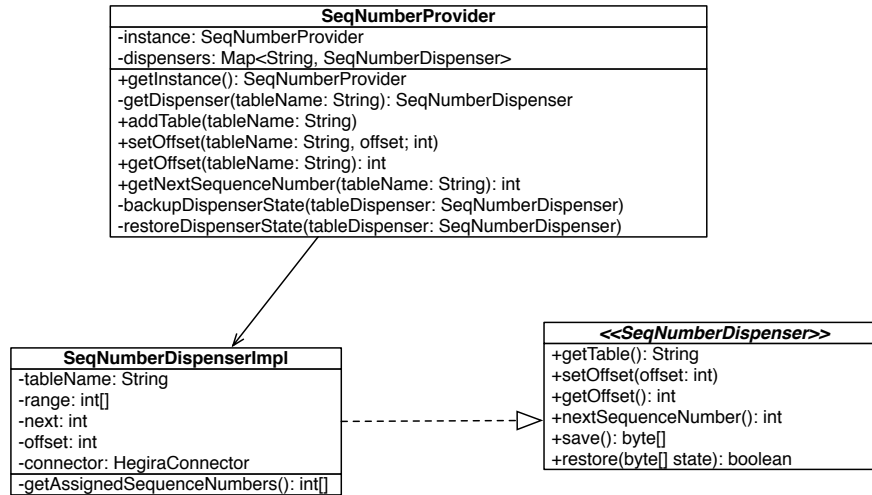 SeqNumberProvider
-instance: SeqNumberProvider
-dispensers: Map<String, SeqNumberDispenser>
+getInstance(): SeqNumberProvider
-getDispenser(tableName: String): SeqNumberDispenser
+addTable(tableName: String)
+setOffset(tableName: String, offset; int)
+getOffset(tableName: String): int
+getNextSequenceNumber(tableName: String): int
-backupDispenserState(tableDispenser: SeqNumberDispenser)
-restoreDispenserState(tableDispenser: SeqNumberDispenser)
SeqNumberDispenserImpl
-tableName: String
-range: int[]
-next: int
-offset: int
-connector: HegiraConnector
-getAssignedSequenceNumbers(): int[]
<<SeqNumberDispenser>>
+getTable(): String
+setOffset(offset: int)
+getOffset(): int
+nextSequenceNumber(): int
+save(): byte[]
+restore(byte[] state): boolean